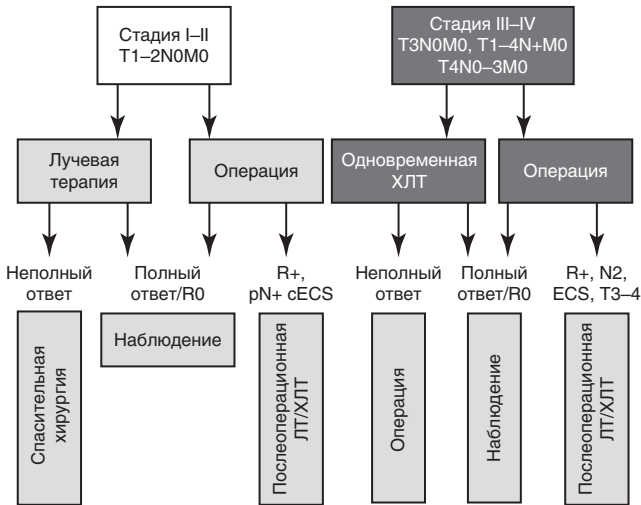 Стадия I–II
T1–2N0M0
Стадия III–IV
T3N0M0, T1–4N+M0
T4N0–3M0
Лучевая
терапия
Операция
Одновременная
ХЛТ
Операция
Неполный
ответ
Полный
ответ/R0
R+,
pN+ cECS
Неполный
ответ
Полный
ответ/R0
R+, N2,
ECS, T3–4
Спасительная
хирургия
Наблюдение
Послеоперационная
ЛТ/ХЛТ
Операция
Наблюдение
Послеоперационная
ЛТ/ХЛТ